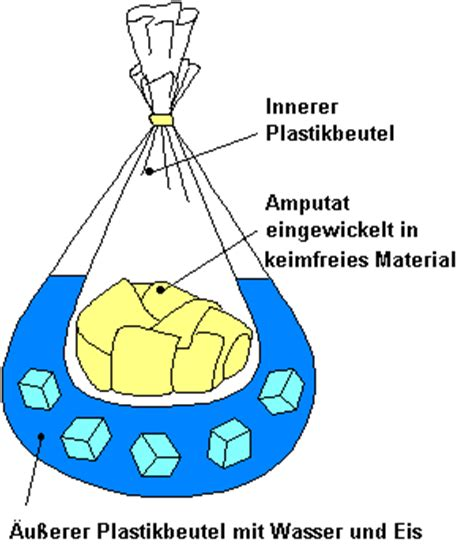 Innerer
Plastikbeutel
Amputat
eingewickelt in
keimfreies Material
Äußerer Plastikbeutel mit Wasser und Eis